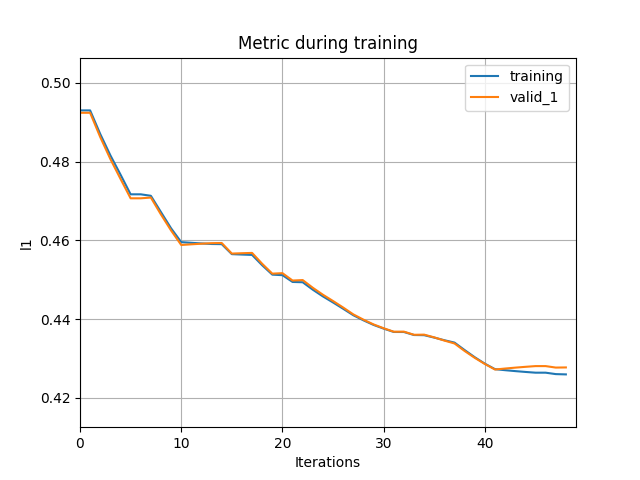 Metric during training
training
valid_1
0.50
0.48
0.46
0.44
0.42
l1
0 10 20 30 40
Iterations